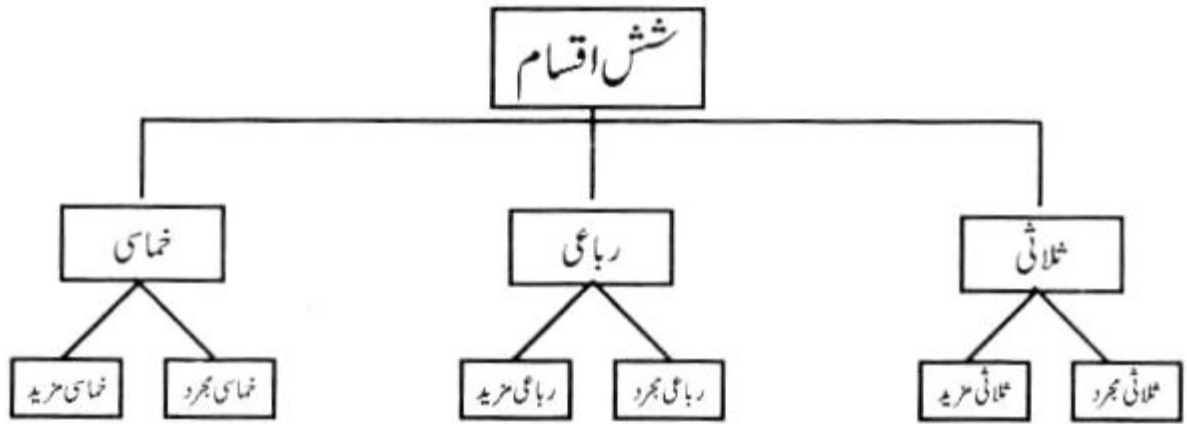 شش اقسام
ثلاثی
رباعی
خماسی
ثلاثی مجرد
ثلاثی مزید
رباعی مجرد
رباعی مزید
خماسی مجرد
خماسی مزید